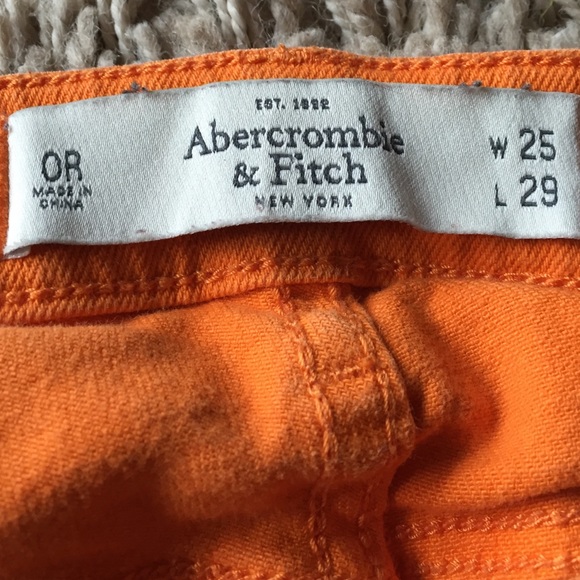 0R
MADE IN
CHINA
EST. 1892
Abercrombie
& Fitch
NEW YORK
W 25
L 29